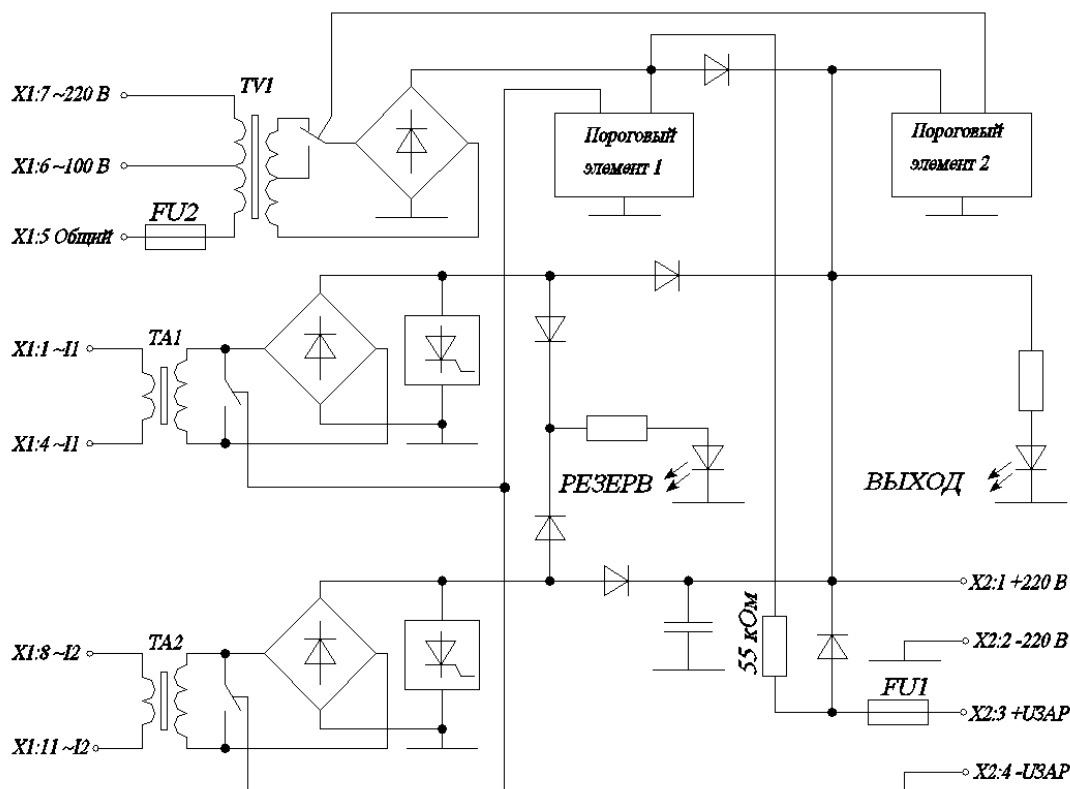 TV1
X1:7 ~220 В
Пороговый
элемент 1
Пороговый
элемент 2
X1:6 ~100 В
FU2
X1:5 Общий
TA1
X1:1 ~I1
X1:4 ~I1
РЕЗЕРВ
ВЫХОД
X2:1 +220 В
55 кОм
TA2
X1:8 ~I2
X2:2 -220 В
FU1
X2:3 +UЗАР
X1:11 ~I2
X2:4 -UЗАР